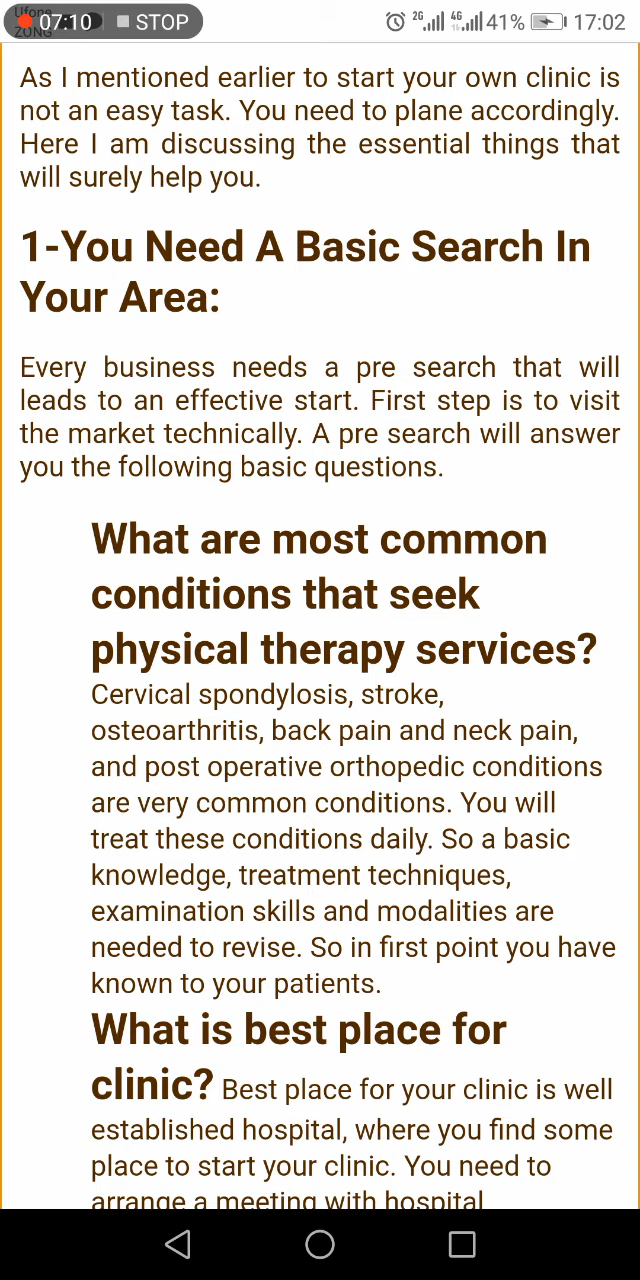 Ufone
ZONG
07:10 STOP
2G 4G 41% 17:02
As I mentioned earlier to start your own clinic is
not an easy task. You need to plane accordingly.
Here I am discussing the essential things that
will surely help you.
1-You Need A Basic Search In
Your Area:
Every business needs a pre search that will
leads to an effective start. First step is to visit
the market technically. A pre search will answer
you the following basic questions.
What are most common
conditions that seek
physical therapy services?
Cervical spondylosis, stroke,
osteoarthritis, back pain and neck pain,
and post operative orthopedic conditions
are very common conditions. You will
treat these conditions daily. So a basic
knowledge, treatment techniques,
examination skills and modalities are
needed to revise. So in first point you have
known to your patients.
What is best place for
clinic? Best place for your clinic is well
established hospital, where you find some
place to start your clinic. You need to
arrange a meeting with hospital